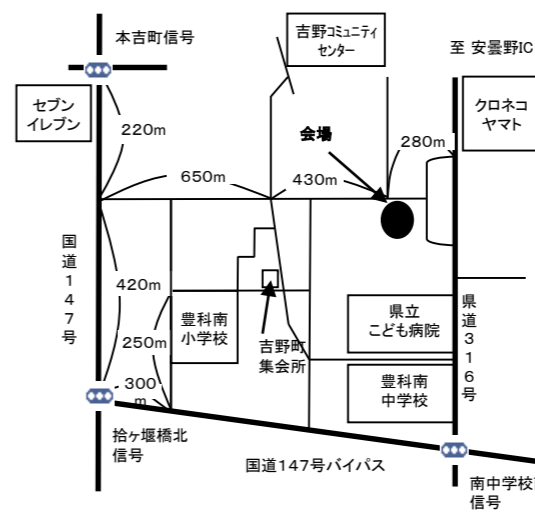 本吉町信号
吉野コミュニティ
センター
至 安曇野IC
セブン
イレブン
クロネコ
ヤマト
220m
会場
280m
650m
430m
国道147号
420m
県道316号
県立
こども病院
豊科南
小学校
250m
吉野町
集会所
豊科南
中学校
300
m
拾ヶ堰橋北
信号
国道147号バイパス
南中学校
信号